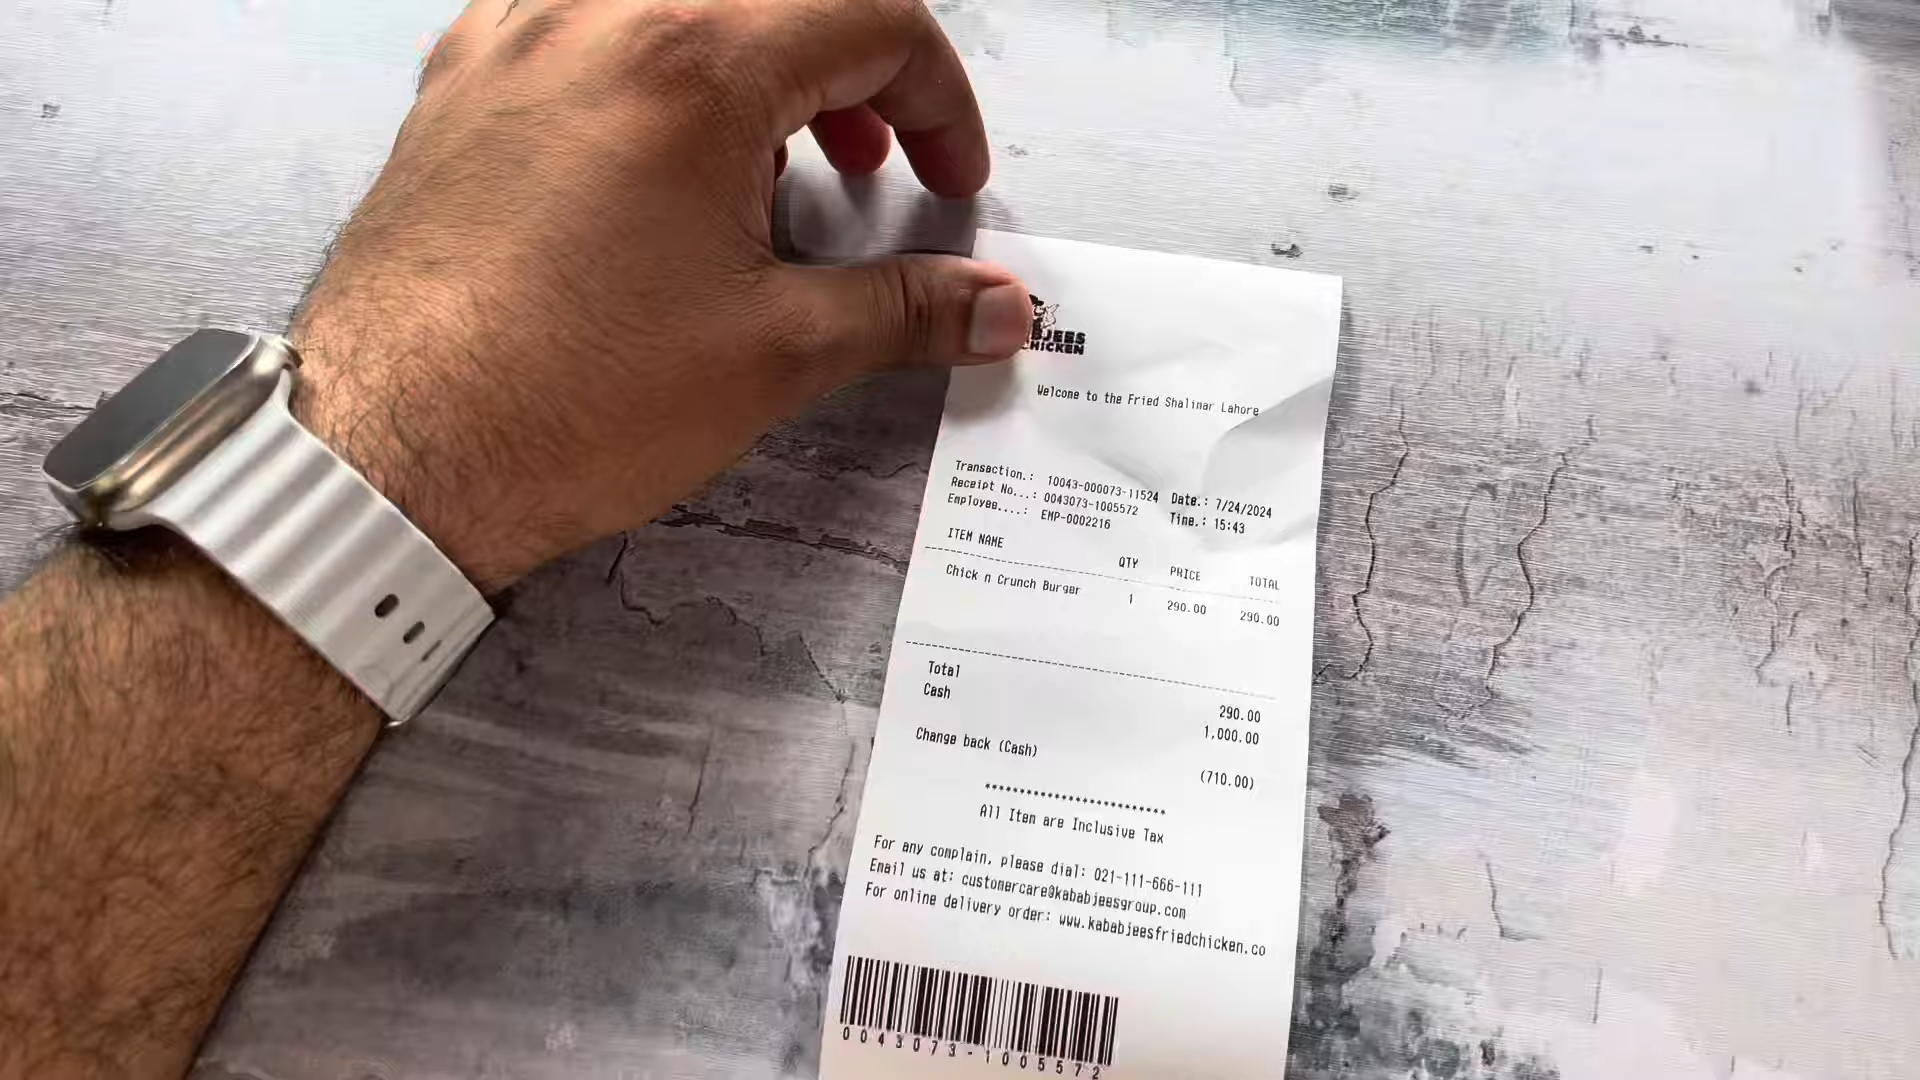 BJEES
CHICKEN
Welcome to the Fried Shalimar Lahore
Transaction.: 10043-000073-11524 Date.: 7/24/2024
Receipt No...: 0043073-1005572 Time.: 15:43
Employee....: EMP-0002216
ITEM NAME QTY PRICE TOTAL
Chick n Crunch Burger 1 290.00 290.00
Total 290.00
Cash 1,000.00
Change back (Cash) (710.00)
**************************
All Item are Inclusive Tax
For any complain, please dial: 021-111-666-111
Email us at: customercare@kababjeesgroup.com
For online delivery order: www.kababjeesfriedchicken.co
0043073-1005572